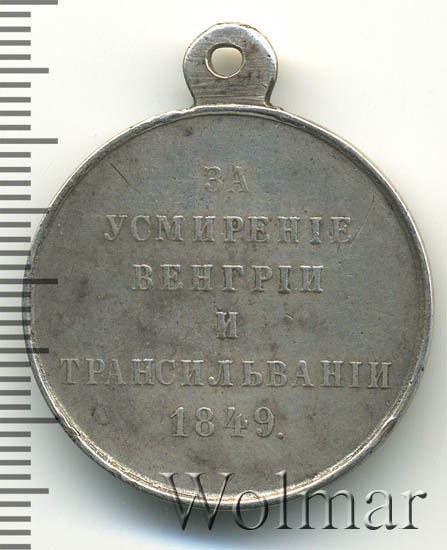 ЗА
УСМИРЕНІЕ
ВЕНГРІИ
И
ТРАНСИЛЬВАНІИ
1849.
Wolmar